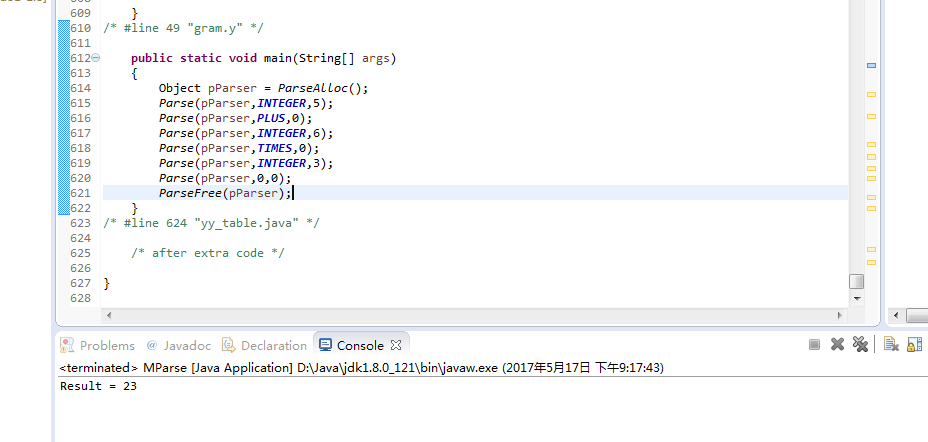 609     }
610 /* #line 49 "gram.y" */
611
612     public static void main(String[] args)
613     {
614         Object pParser = ParseAlloc();
615         Parse(pParser,INTEGER,5);
616         Parse(pParser,PLUS,0);
617         Parse(pParser,INTEGER,6);
618         Parse(pParser,TIMES,0);
619         Parse(pParser,INTEGER,3);
620         Parse(pParser,0,0);
621         ParseFree(pParser);
622     }
623 /* #line 624 "yy_table.java" */
624
625     /* after extra code */
626
627 }
628
Problems @ Javadoc Declaration Console
<terminated> MParse [Java Application] D:\Java\jdk1.8.0_121\bin\javaw.exe (2017年5月17日 下午9:17:43)
Result = 23